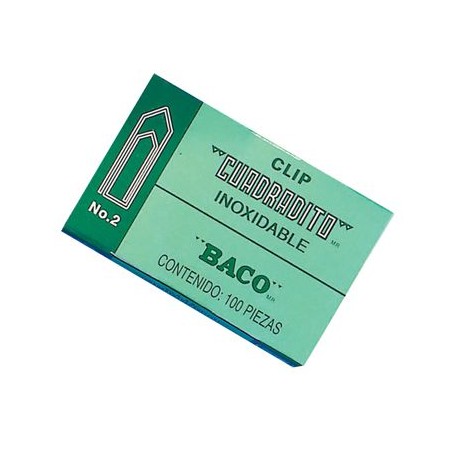 No.2
CLIP
"CUADRADITO" MR
INOXIDABLE
"BACO" MR
CONTENIDO: 100 PIEZAS